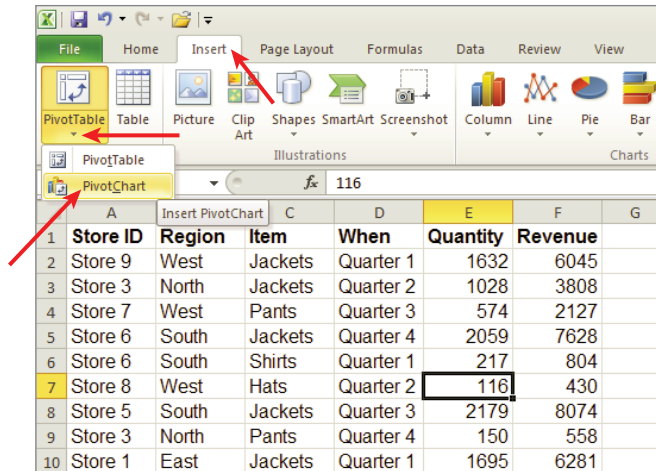 File Home Insert Page Layout Formulas Data Review View
PivotTable Table Picture Clip Art Shapes SmartArt Screenshot Column Line Pie Bar
Illustrations Charts
PivotTable
PivotChart fx 116
Insert PivotChart
A C D E F G
1 Store ID Region Item When Quantity Revenue
2 Store 9 West Jackets Quarter 1 1632 6045
3 Store 3 North Jackets Quarter 2 1028 3808
4 Store 7 West Pants Quarter 3 574 2127
5 Store 6 South Jackets Quarter 4 2059 7628
6 Store 6 South Shirts Quarter 1 217 804
7 Store 8 West Hats Quarter 2 116 430
8 Store 5 South Jackets Quarter 3 2179 8074
9 Store 3 North Pants Quarter 4 150 558
10 Store 1 East Jackets Quarter 1 1695 6281